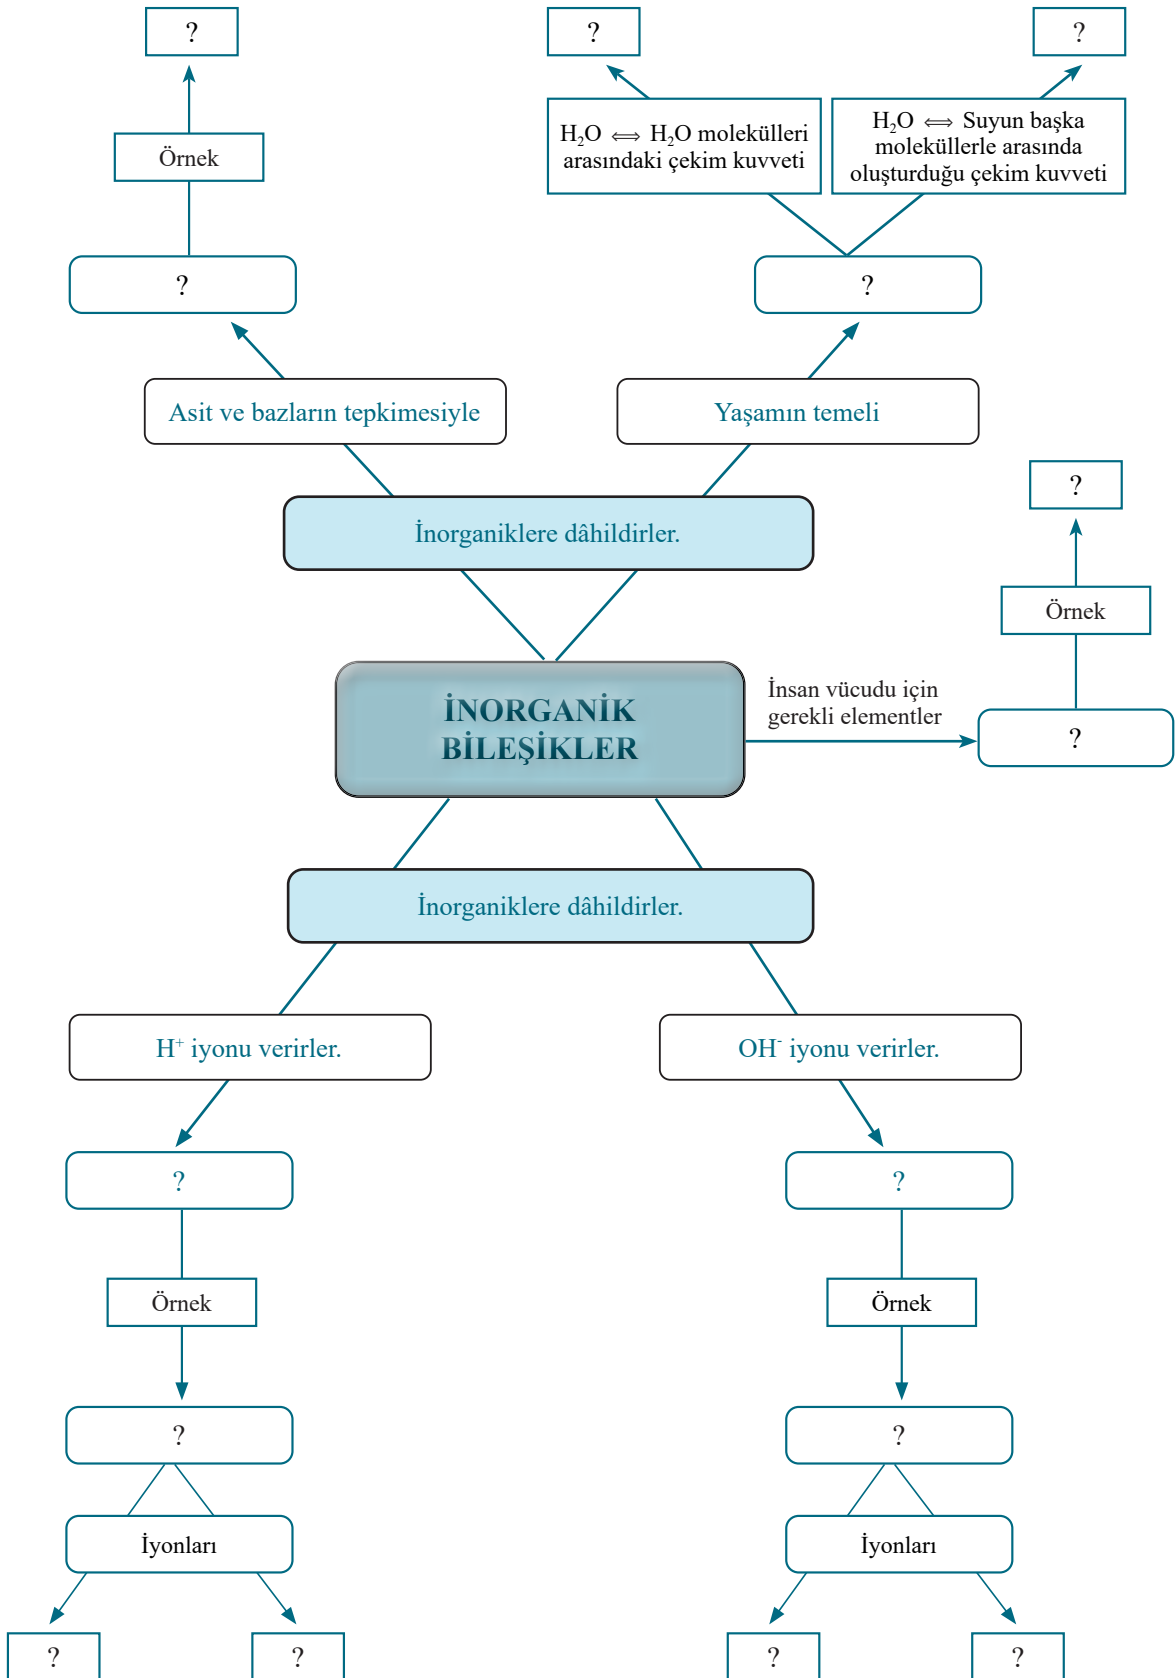 ?
?
?
H₂O ⟺ H₂O molekülleri
arasındaki çekim kuvveti
H₂O ⟺ Suyun başka
moleküllerle arasında
oluşturduğu çekim kuvveti
Örnek
?
?
Asit ve bazların tepkimesiyle
Yaşamın temeli
?
İnorganiklere dâhildirler.
Örnek
İNORGANİK
BİLEŞİKLER
İnsan vücudu için
gerekli elementler
?
İnorganiklere dâhildirler.
H⁺ iyonu verirler.
OH⁻ iyonu verirler.
?
?
Örnek
Örnek
?
?
İyonları
İyonları
?
?
?
?